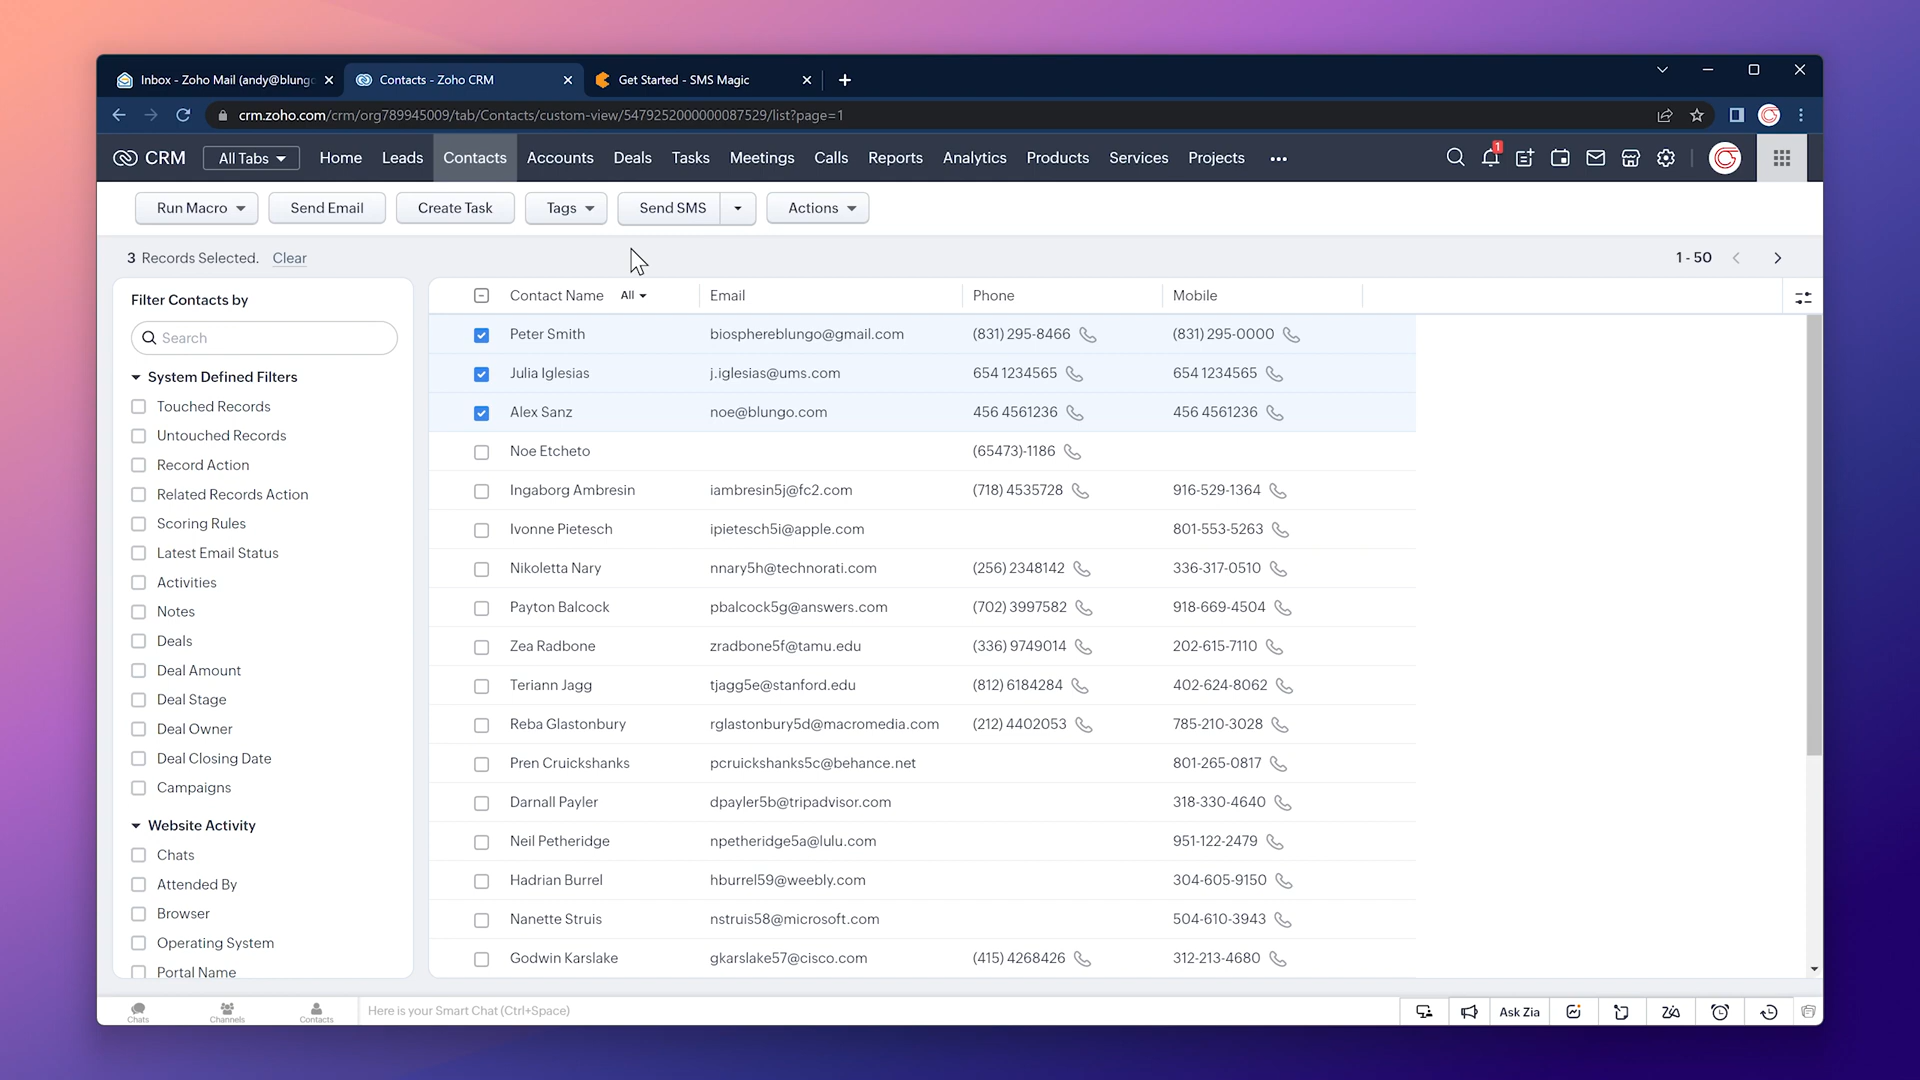 Inbox - Zoho Mail (andy@blungo
Contacts - Zoho CRM
Get Started - SMS Magic
crm.zoho.com/crm/org789945009/tab/Contacts/custom-view/5479252000000087529/list?page=1
CRM All Tabs Home Leads Contacts Accounts Deals Tasks Meetings Calls Reports Analytics Products Services Projects ••• 1
Run Macro Send Email Create Task Tags Send SMS Actions
3 Records Selected. Clear 1 - 50
Filter Contacts by
Search
System Defined Filters
Touched Records
Untouched Records
Record Action
Related Records Action
Scoring Rules
Latest Email Status
Activities
Notes
Deals
Deal Amount
Deal Stage
Deal Owner
Deal Closing Date
Campaigns
Website Activity
Chats
Attended By
Browser
Operating System
Portal Name
Contact Name All Email Phone Mobile
Peter Smith biosphereblungo@gmail.com (831) 295-8466 (831) 295-0000
Julia Iglesias j.iglesias@ums.com 654 1234565 654 1234565
Alex Sanz noe@blungo.com 456 4561236 456 4561236
Noe Etcheto (65473)-1186
Ingaborg Ambresin iambresin5j@fc2.com (718) 4535728 916-529-1364
Ivonne Pietesch ipietesch5i@apple.com 801-553-5263
Nikoletta Nary nnary5h@technorati.com (256) 2348142 336-317-0510
Payton Balcock pbalcock5g@answers.com (702) 3997582 918-669-4504
Zea Radbone zradbone5f@tamu.edu (336) 9749014 202-615-7110
Teriann Jagg tjagg5e@stanford.edu (812) 6184284 402-624-8062
Reba Glastonbury rglastonbury5d@macromedia.com (212) 4402053 785-210-3028
Pren Cruickshanks pcruickshanks5c@behance.net 801-265-0817
Darnall Payler dpayler5b@tripadvisor.com 318-330-4640
Neil Petheridge npetheridge5a@lulu.com 951-122-2479
Hadrian Burrel hburrel59@weebly.com 304-605-9150
Nanette Struis nstruis58@microsoft.com 504-610-3943
Godwin Karslake gkarslake57@cisco.com (415) 4268426 312-213-4680
Chats Channels Contacts Here is your Smart Chat (Ctrl+Space) Ask Zia